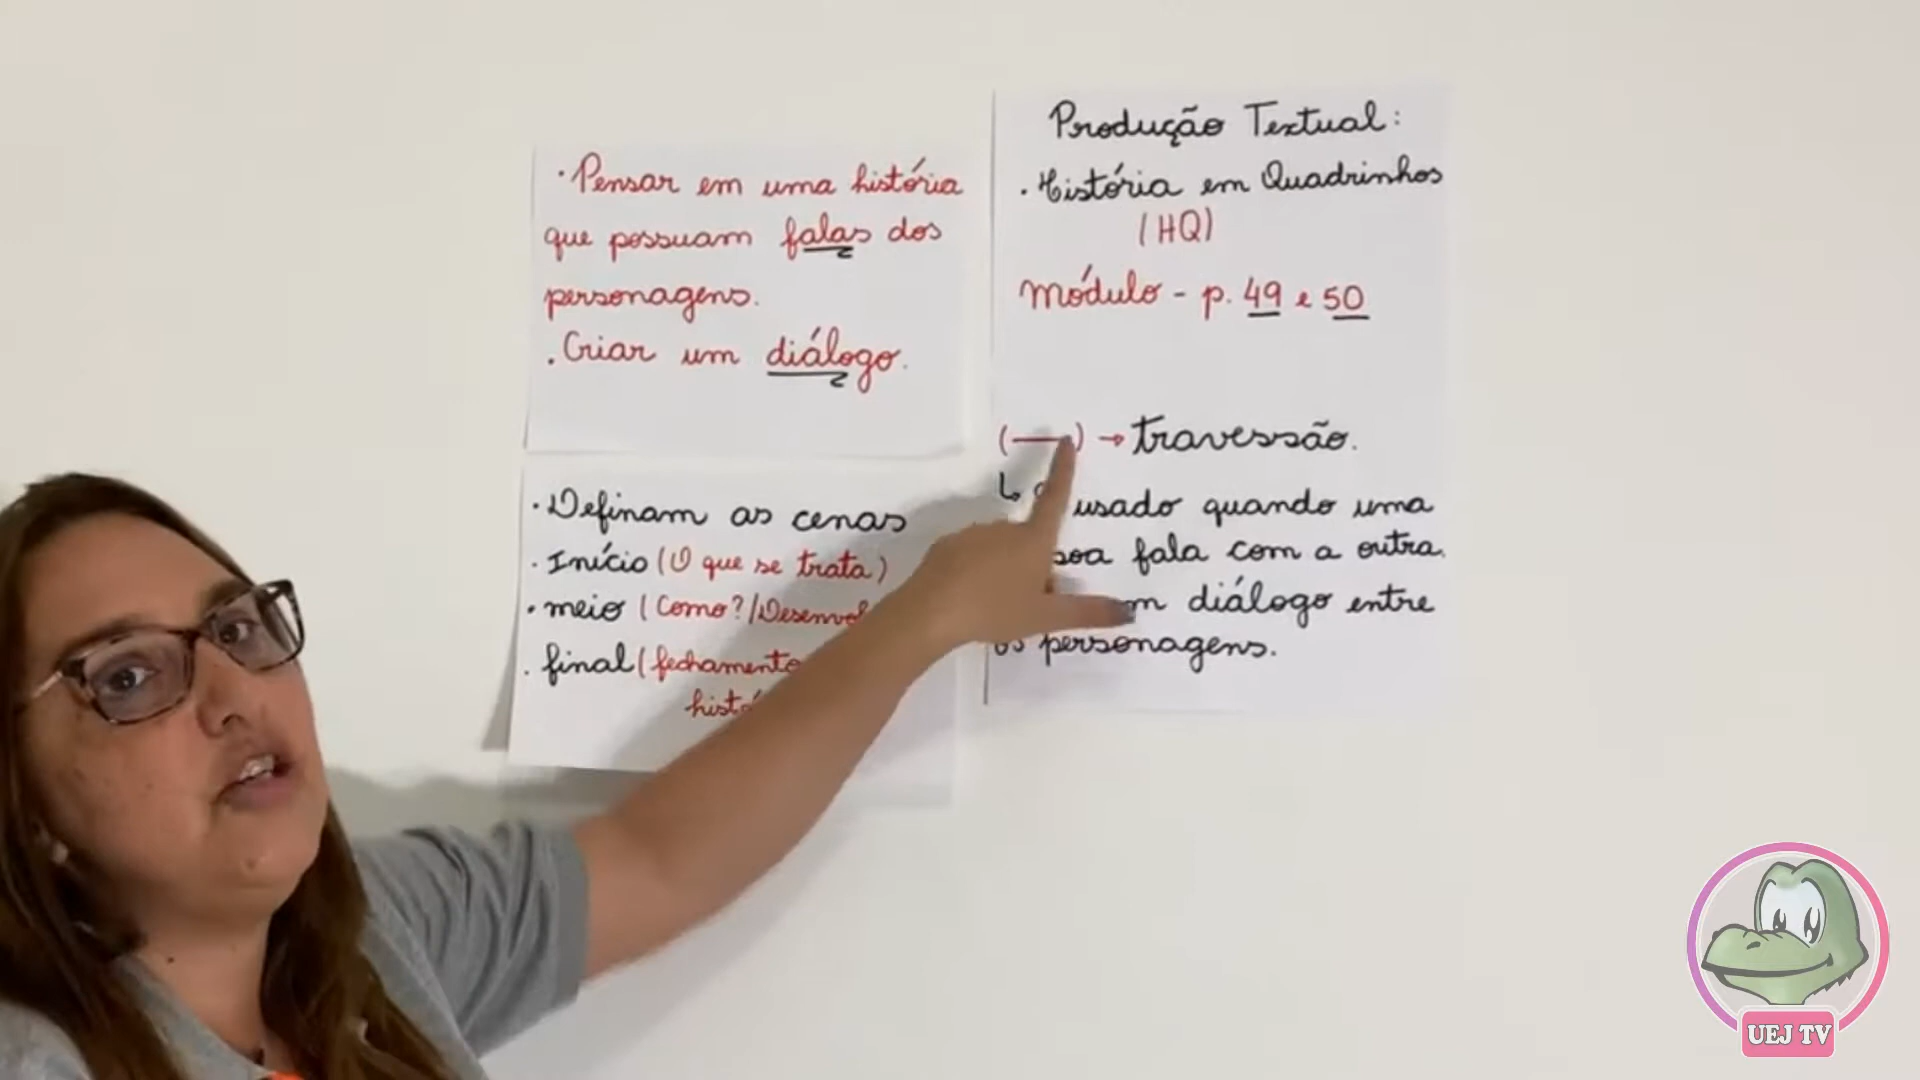 · Pensar em uma história
que possuam falas dos
personagens.
. Criar um diálogo.
· Definam as cenas
. Início (O que se trata)
• meio (Como?/
. final (fechamento
Produção Textual:
. História em Quadrinhos
(HQ)
módulo - p. 49 e 50
(—) → travessão.
↳ usado quando uma
fala com a outra.
diálogo entre
os personagens.
UEJ TV